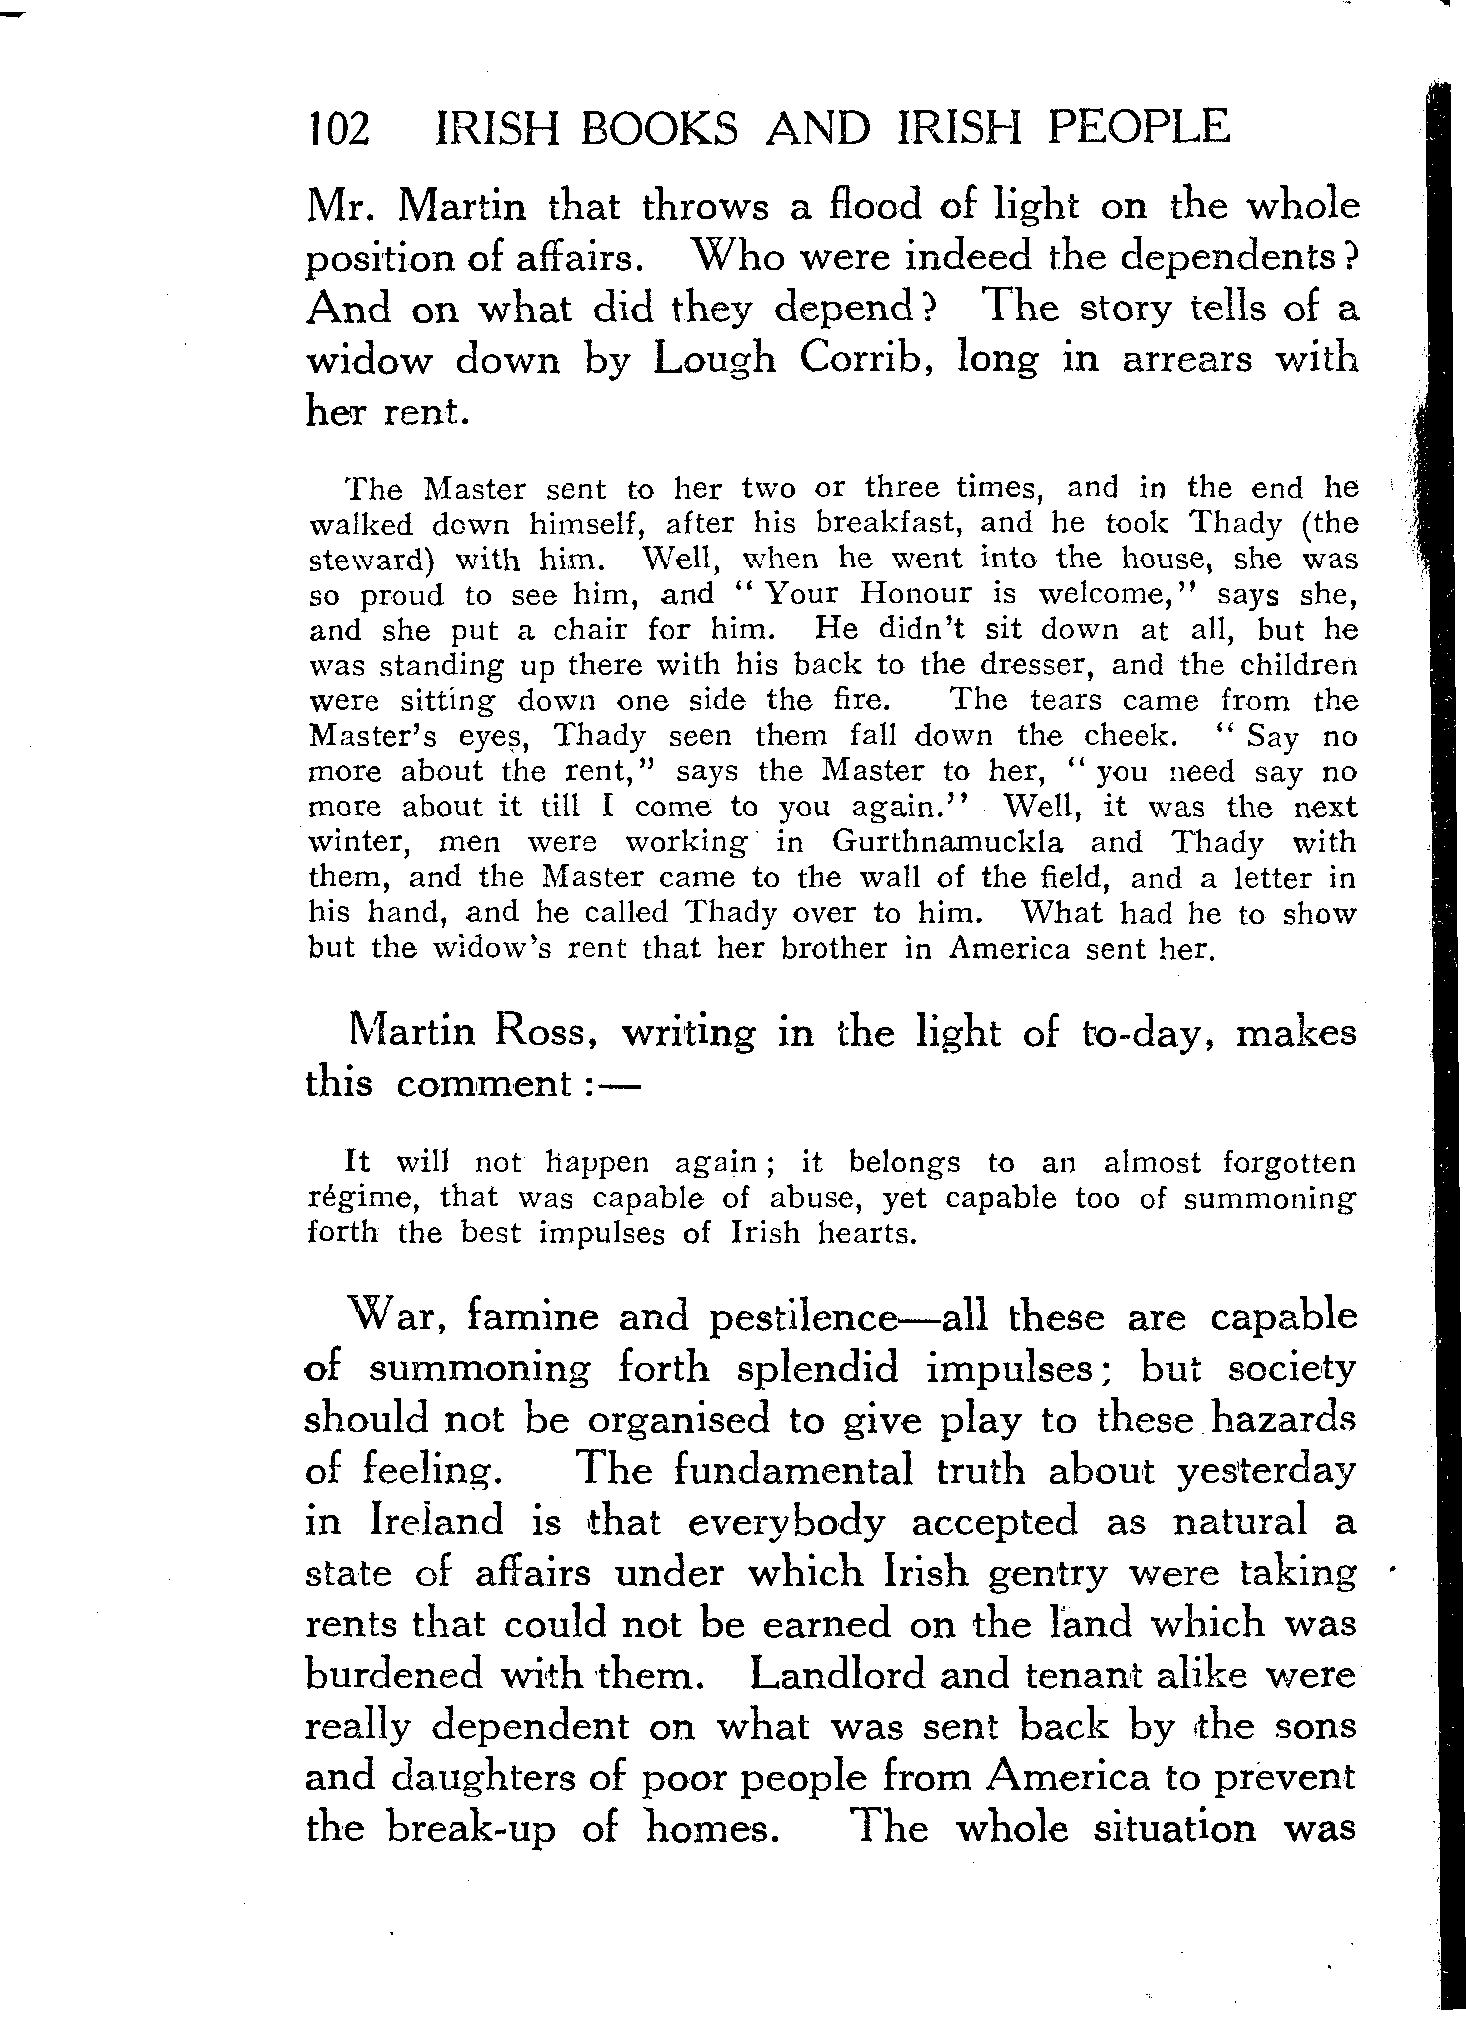 102 IRISH BOOKS AND IRISH PEOPLE
Mr. Martin that throws a flood of light on the whole
position of affairs. Who were indeed the dependents?
And on what did they depend? The story tells of a
widow down by Lough Corrib, long in arrears with
her rent.
The Master sent to her two or three times, and in the end he
walked down himself, after his breakfast, and he took Thady (the
steward) with him. Well, when he went into the house, she was
so proud to see him, and “ Your Honour is welcome,” says she,
and she put a chair for him. He didn't sit down at all, but he
was standing up there with his back to the dresser, and the children
were sitting down one side the fire. The tears came from the
Master's eyes, Thady seen them fall down the cheek. “ Say no
more about the rent,” says the Master to her, “ you need say no
more about it till I come to you again.” Well, it was the next
winter, men were working in Gurthnamuckla and Thady with
them, and the Master came to the wall of the field, and a letter in
his hand, and he called Thady over to him. What had he to show
but the widow's rent that her brother in America sent her.
Martin Ross, writing in the light of to-day, makes
this comment :—
It will not happen again ; it belongs to an almost forgotten
régime, that was capable of abuse, yet capable too of summoning
forth the best impulses of Irish hearts.
War, famine and pestilence—all these are capable
of summoning forth splendid impulses; but society
should not be organised to give play to these hazards
of feeling. The fundamental truth about yesterday
in Ireland is that everybody accepted as natural a
state of affairs under which Irish gentry were taking
rents that could not be earned on the land which was
burdened with them. Landlord and tenant alike were
really dependent on what was sent back by the sons
and daughters of poor people from America to prevent
the break-up of homes. The whole situation was